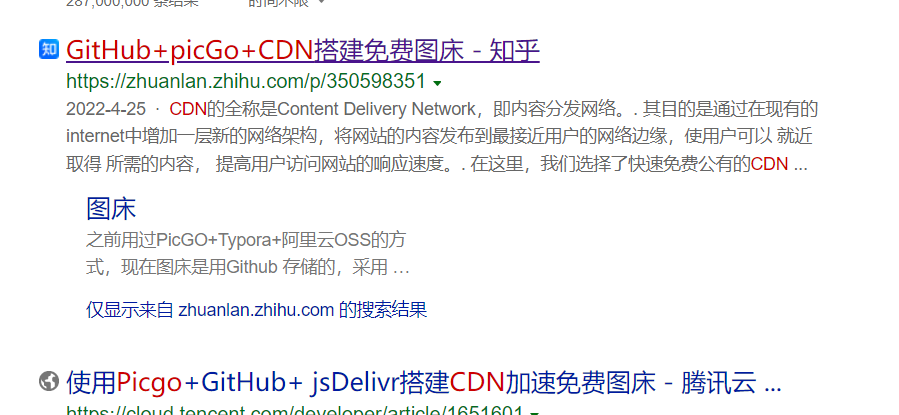 287,000,000 条结果 时间不限
知 GitHub+picGo+CDN搭建免费图床 - 知乎
https://zhuanlan.zhihu.com/p/350598351
2022-4-25 · CDN的全称是Content Delivery Network，即内容分发网络。. 其目的是通过在现有的
internet中增加一层新的网络架构，将网站的内容发布到最接近用户的网络边缘，使用户可以 就近
取得 所需的内容， 提高用户访问网站的响应速度。. 在这里，我们选择了快速免费公有的CDN ...
图床
之前用过PicGO+Typora+阿里云OSS的方
式，现在图床是用Github 存储的，采用 …
仅显示来自 zhuanlan.zhihu.com 的搜索结果
使用Picgo+GitHub+ jsDelivr搭建CDN加速免费图床 - 腾讯云 ...
https://cloud.tencent.com/developer/article/1651601